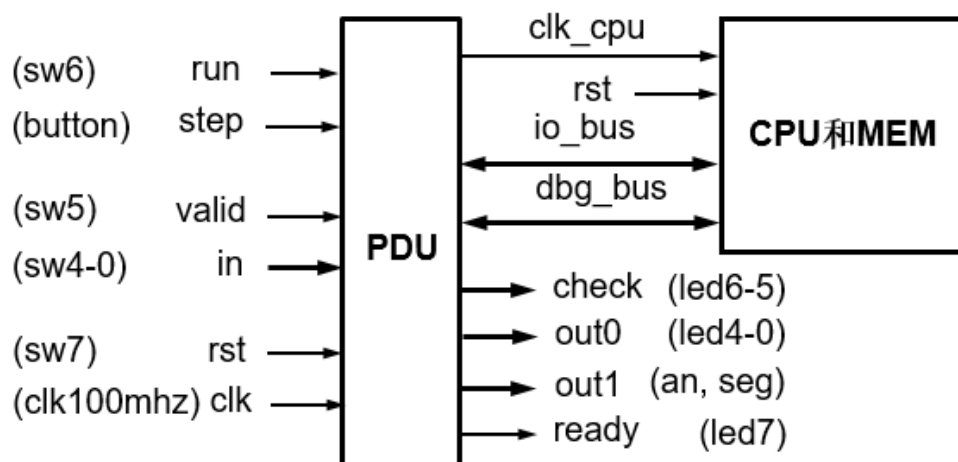 clk_cpu
(sw6) run
rst
(button) step
io_bus
CPU和MEM
dbg_bus
(sw5) valid
PDU
(sw4-0) in
check (led6-5)
out0 (led4-0)
(sw7) rst
out1 (an, seg)
(clk100mhz) clk
ready (led7)